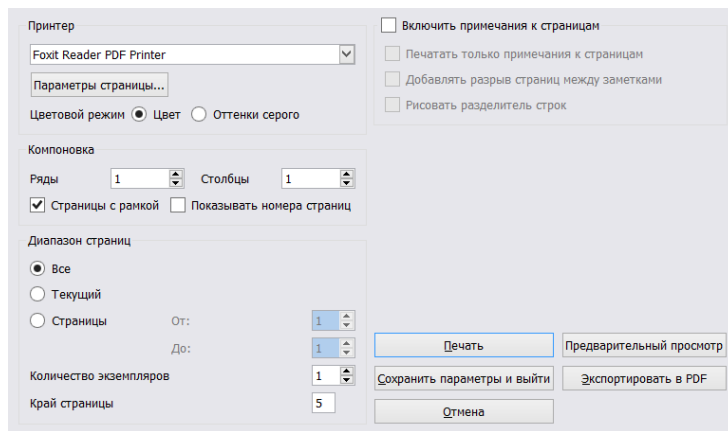 Принтер
Foxit Reader PDF Printer
Параметры страницы...
Цветовой режим Цвет Оттенки серого
Компоновка
Ряды 1 Столбцы 1
Страницы с рамкой Показывать номера страниц
Диапазон страниц
Все
Текущий
Страницы От: 1
До: 1
Количество экземпляров 1
Край страницы 5
Включить примечания к страницам
Печатать только примечания к страницам
Добавлять разрыв страниц между заметками
Рисовать разделитель строк
Печать Предварительный просмотр
Сохранить параметры и выйти Экспортировать в PDF
Отмена